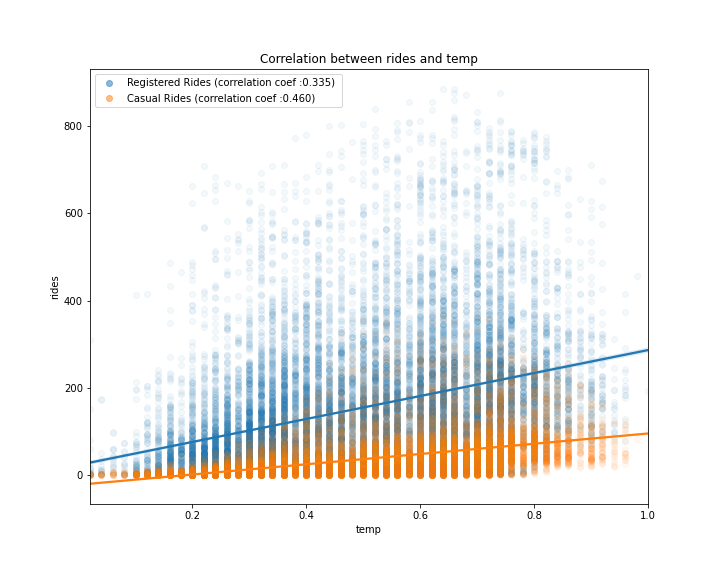 Correlation between rides and temp
Registered Rides (correlation coef :0.335)
Casual Rides (correlation coef :0.460)
800
600
400
200
0
rides
0.2 0.4 0.6 0.8 1.0
temp